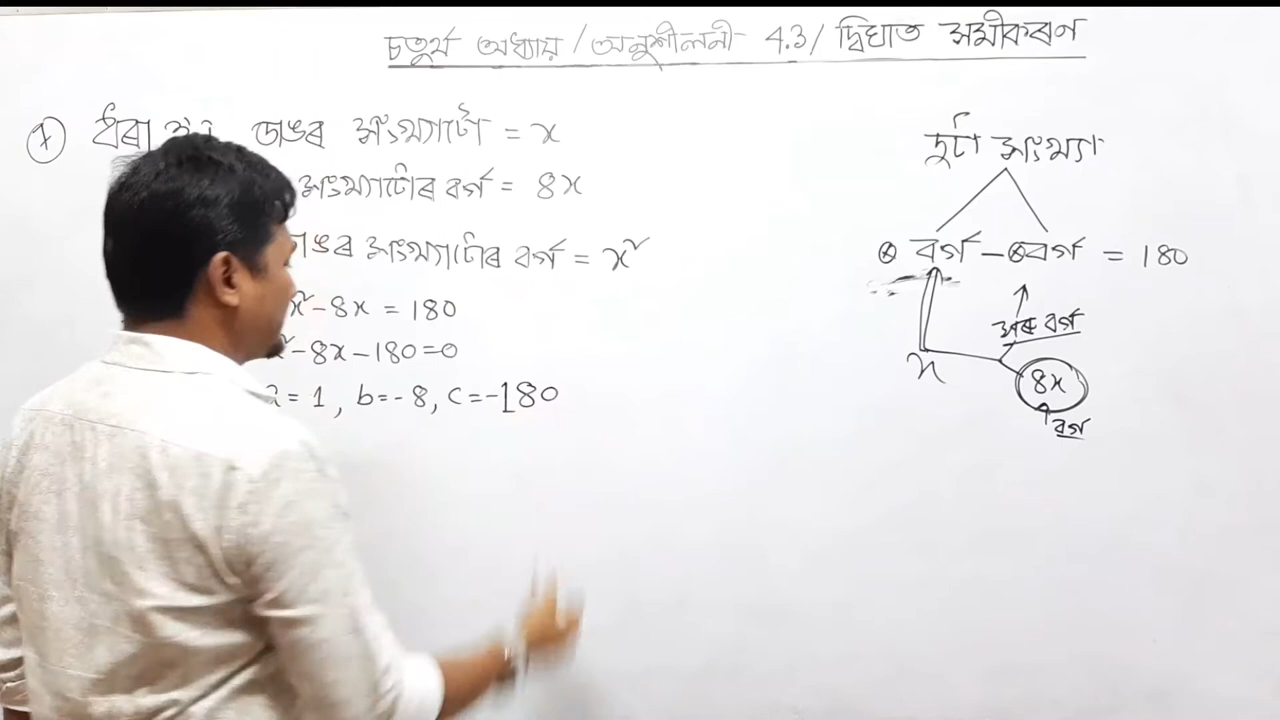 চতুৰ্থ অধ্যায় / অনুশীলনী 4.3 / দ্বিঘাত সমীকৰণ
ধৰা ডাঙৰ সংখ্যাটো = x
সংখ্যাটোৰ বৰ্গ = 8x
ডাঙৰ সংখ্যাটোৰ বৰ্গ = x²
x² - 8x = 180
- 8x - 180 = 0
= 1, b = -8, c = -180
দুটা সংখ্যা
বৰ্গ - বৰ্গ = 180
সৰু বৰ্গ
x
8x
বৰ্গ